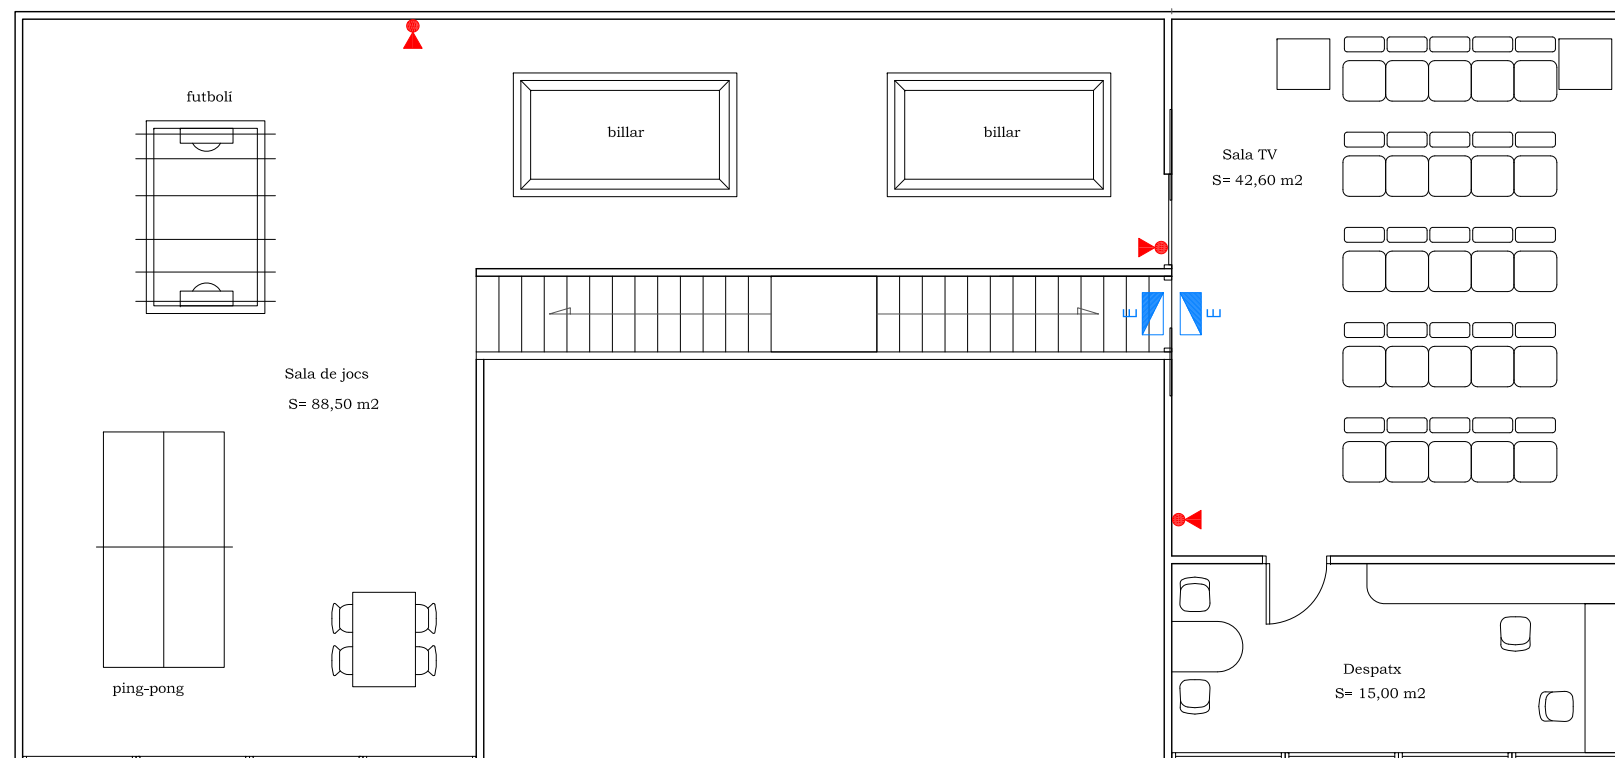 futbolí
billar
billar
Sala TV
S= 42,60 m2
E
E
Sala de jocs
S= 88,50 m2
ping-pong
Despatx
S= 15,00 m2